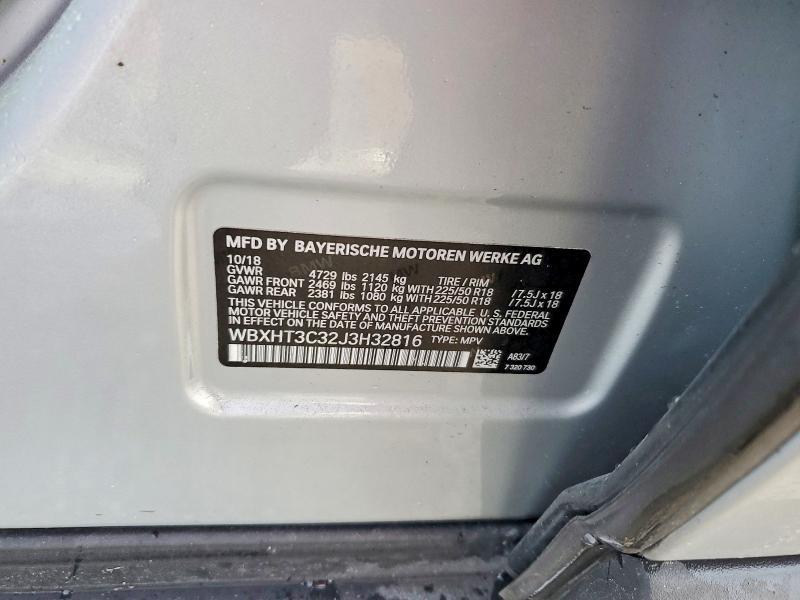 MFD BY BAYERISCHE MOTOREN WERKE AG
10/18
GVWR 4729 lbs 2145 kg TIRE / RIM
GAWR FRONT 2469 lbs 1120 kg WITH 225/50 R18 / 7.5J x 18
GAWR REAR 2381 lbs 1080 kg WITH 225/50 R18 / 7.5J x 18
THIS VEHICLE CONFORMS TO ALL APPLICABLE U.S. FEDERAL
MOTOR VEHICLE SAFETY, BUMPER, AND THEFT PREVENTION
STANDARDS IN EFFECT ON THE DATE OF MANUFACTURE SHOWN ABOVE.
WBXHT3C32J3H32816 TYPE: MPV
A83/7
7 320 730